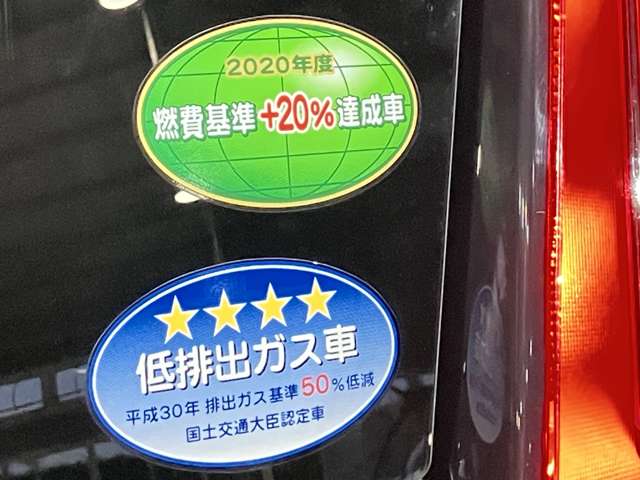 2020年度
燃費基準+20%達成車
低排出ガス車
平成30年 排出ガス基準50%低減
国土交通大臣認定車